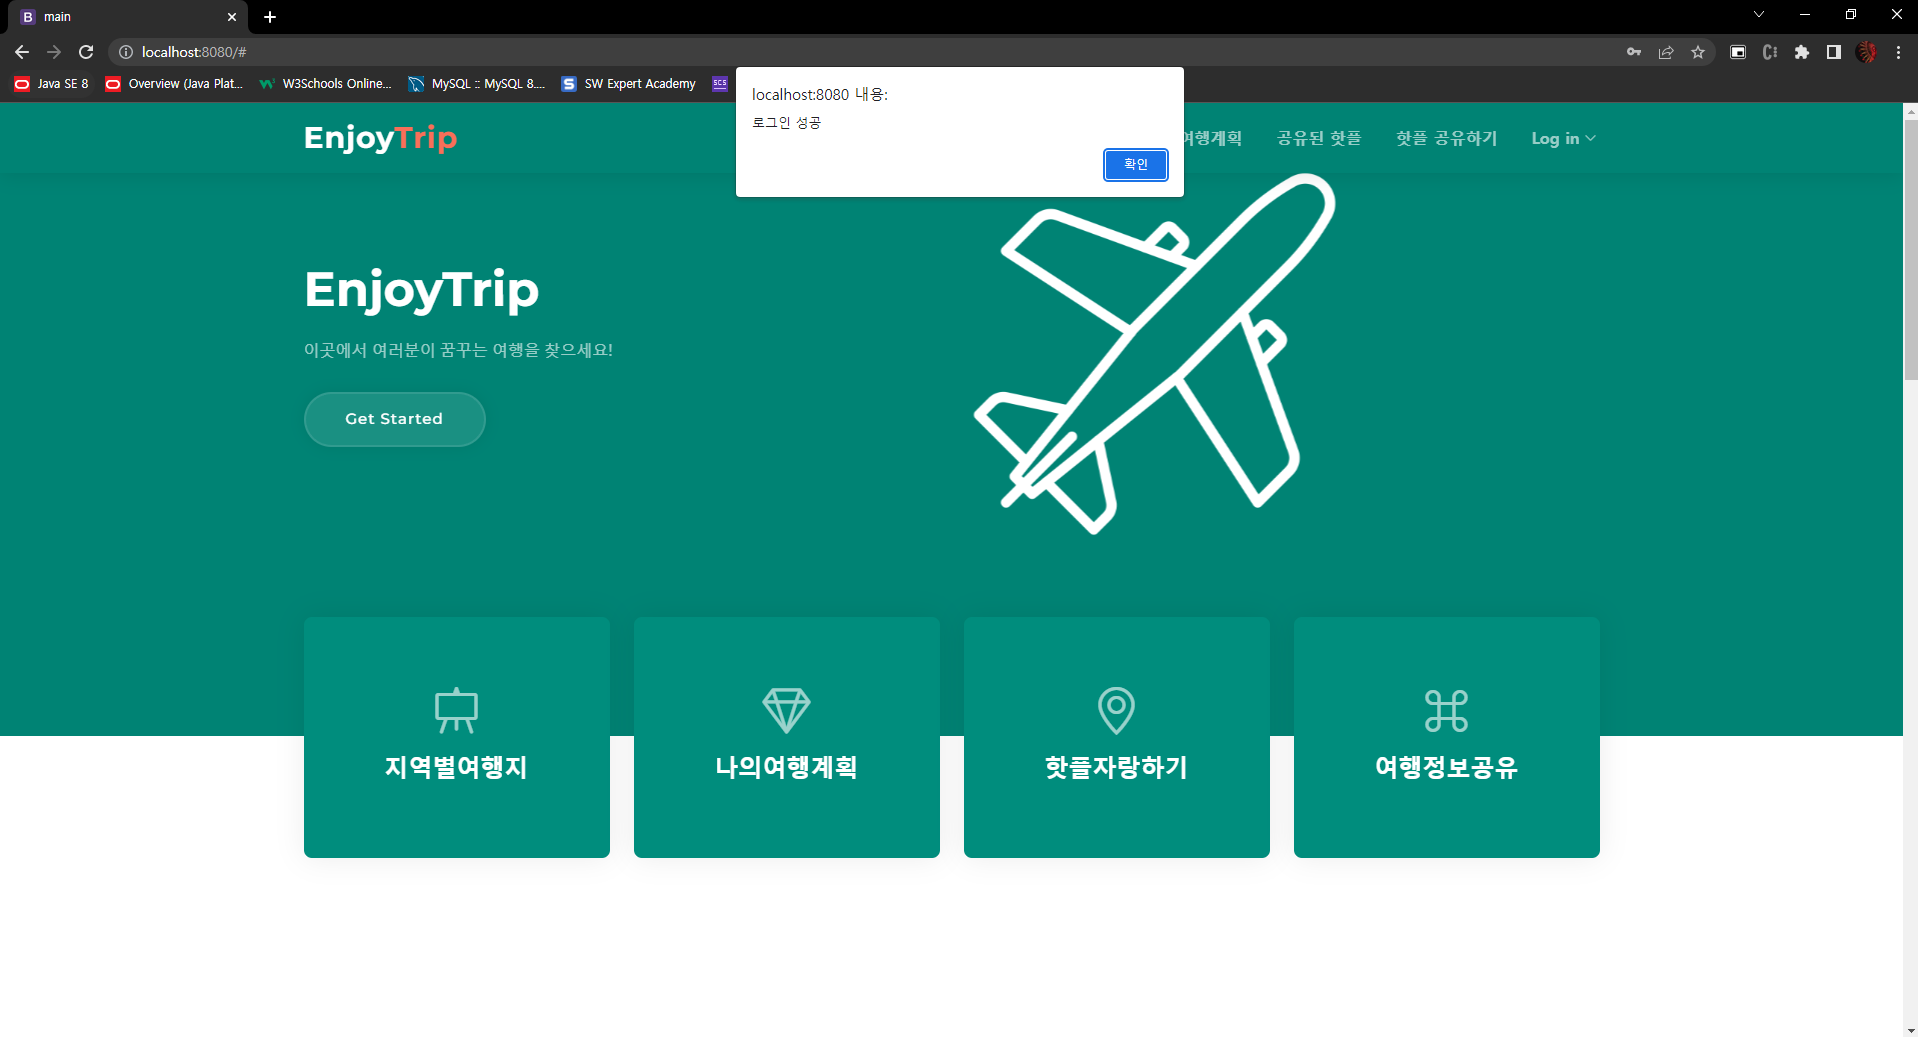 main
localhost:8080/#
Java SE 8
Overview (Java Plat...
W3Schools Online...
MySQL :: MySQL 8....
SW Expert Academy
SCS
localhost:8080 내용:
로그인 성공
확인
EnjoyTrip
여행계획
공유된 핫플
핫플 공유하기
Log in
EnjoyTrip
이곳에서 여러분이 꿈꾸는 여행을 찾으세요!
Get Started
지역별여행지
나의여행계획
핫플자랑하기
여행정보공유